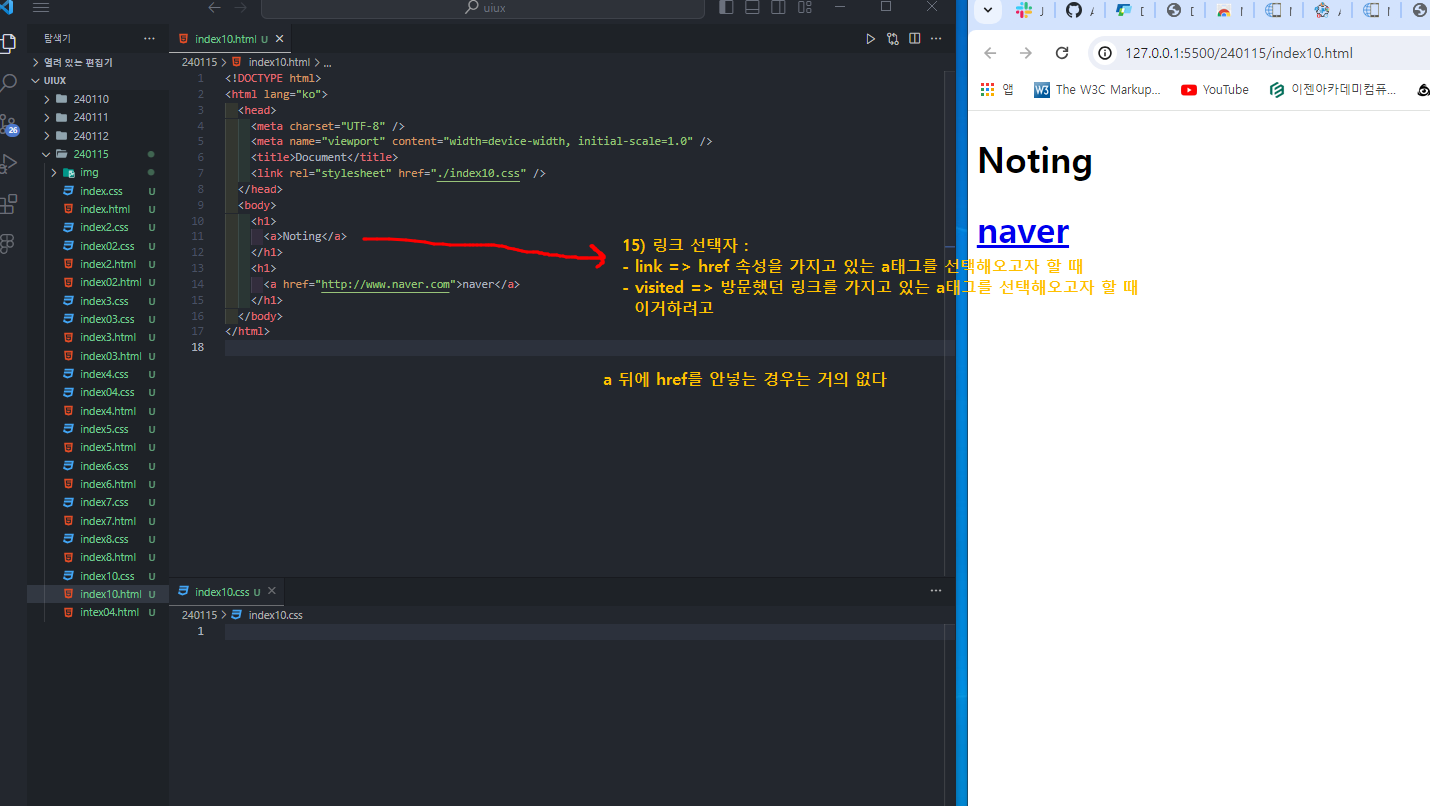 uiux
탐색기
열려 있는 편집기
UIUX
240110
240111
240112
240115
img
index.css U
index.html U
index2.css U
index02.css U
index2.html U
index02.html U
index3.css U
index03.css U
index3.html U
index03.html U
index4.css U
index04.css U
index4.html U
index5.css U
index5.html U
index6.css U
index6.html U
index7.css U
index7.html U
index8.css U
index8.html U
index10.css U
index10.html U
intex04.html U
26
index10.html U
240115 > index10.html > ...
1 <!DOCTYPE html>
2 <html lang="ko">
3 <head>
4 <meta charset="UTF-8" />
5 <meta name="viewport" content="width=device-width, initial-scale=1.0" />
6 <title>Document</title>
7 <link rel="stylesheet" href="./index10.css" />
8 </head>
9 <body>
10 <h1>
11 <a>Noting</a>
12 </h1>
13 <h1>
14 <a href="http://www.naver.com">naver</a>
15 </h1>
16 </body>
17 </html>
18
15) 링크 선택자 :
- link => href 속성을 가지고 있는 a태그를 선택해오고자 할 때
- visited => 방문했던 링크를 가지고 있는 a태그를 선택해오고자 할 때
이거하려고
a 뒤에 href를 안넣는 경우는 거의 없다
index10.css U
240115 > index10.css
1
127.0.0.1:5500/240115/index10.html
앱
The W3C Markup...
YouTube
이젠아카데미컴퓨...
Noting
naver